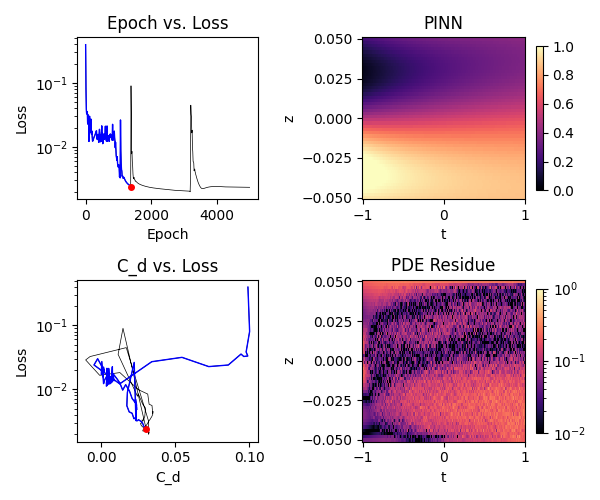 Epoch vs. Loss
Loss
10⁻¹
10⁻²
0 2000 4000
Epoch
PINN
z
0.050
0.025
0.000
−0.025
−0.050
−1 0 1
t
1.0
0.8
0.6
0.4
0.2
0.0
C_d vs. Loss
Loss
10⁻¹
10⁻²
0.00 0.05 0.10
C_d
PDE Residue
z
0.050
0.025
0.000
−0.025
−0.050
−1 0 1
t
10⁰
10⁻¹
10⁻²